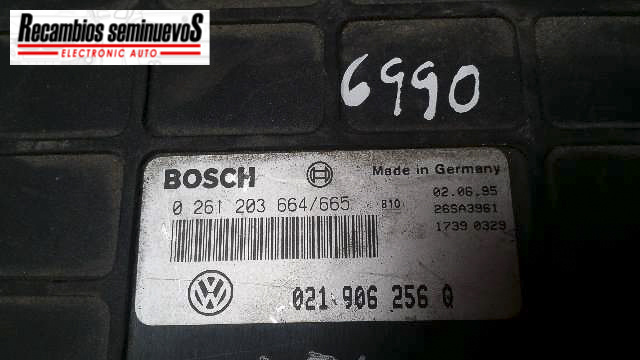 Recambios seminuevoS
ELECTRONIC AUTO
6990
BOSCH
Made in Germany
0 261 203 664/665 810
02.06.95
26SA3961
1739 0329
021 906 256 Q